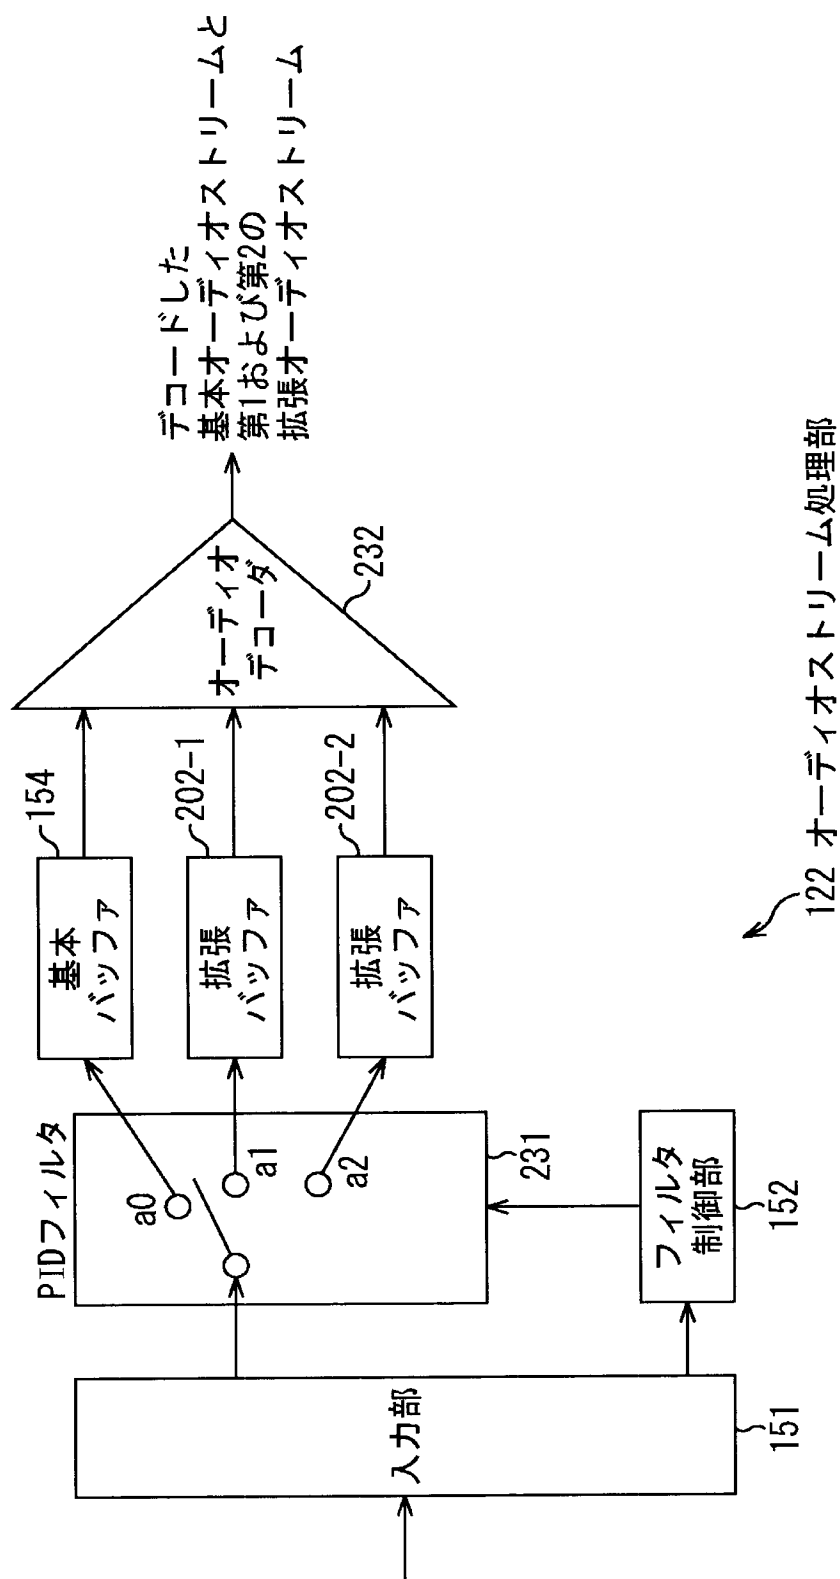 入力部
151
PIDフィルタ
a0
a1
a2
231
フィルタ
制御部
152
基本
バッファ
154
拡張
バッファ
202-1
拡張
バッファ
202-2
オーディオ
デコーダ
232
デコードした
基本オーディオストリームと
第1および第2の
拡張オーディオストリーム
122 オーディオストリーム処理部